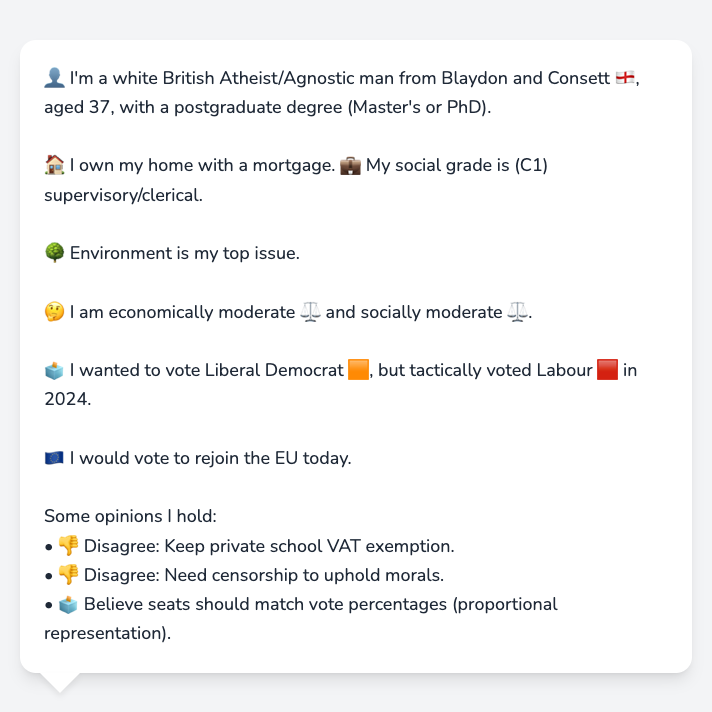 👤 I'm a white British Atheist/Agnostic man from Blaydon and Consett 🏴󠁧󠁢󠁥󠁮󠁧󠁿,
aged 37, with a postgraduate degree (Master's or PhD).
🏠 I own my home with a mortgage. 💼 My social grade is (C1)
supervisory/clerical.
🌳 Environment is my top issue.
🤔 I am economically moderate ⚖️ and socially moderate ⚖️.
🗳️ I wanted to vote Liberal Democrat 🟧, but tactically voted Labour 🟥 in
2024.
🇪🇺 I would vote to rejoin the EU today.
Some opinions I hold:
• 👎 Disagree: Keep private school VAT exemption.
• 👎 Disagree: Need censorship to uphold morals.
• 🗳️ Believe seats should match vote percentages (proportional
representation).